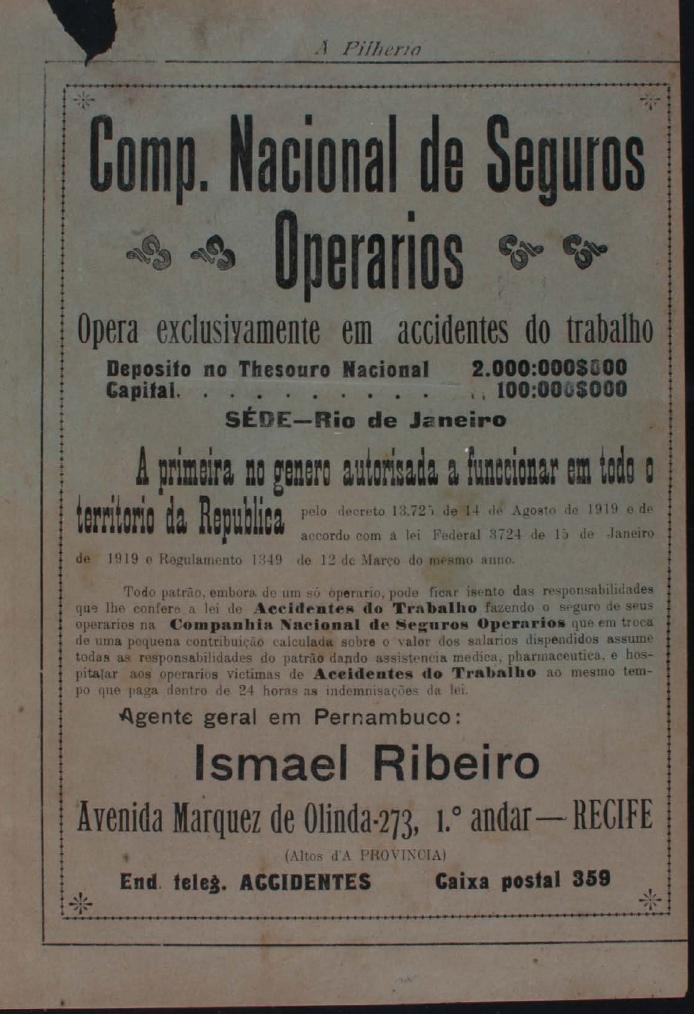 A Pilheria
Comp. Nacional de Seguros
Operarios
Opera exclusivamente em accidentes do trabalho
Deposito no Thesouro Nacional 2.000:000$000
Capital. . . . . . . . . . . ,, 100:000$000
SÉDE—Rio de Janeiro
A primeira no genero autorisada a funccionar em todo o
territorio da Republica pelo decreto 13.725 de 14 de Agosto de 1919 e de
accordo com a lei Federal 3724 de 15 de Janeiro
de 1919 e Regulamento 1349 de 12 de Março do mesmo anno.
Todo patrão, embora de um só operario, pode ficar isento das responsabilidades
que lhe confere a lei de Accidentes do Trabalho fazendo o seguro de seus
operarios na Companhia Nacional de Seguros Operarios que em troca
de uma pequena contribuição calculada sobre o valor dos salarios dispendidos assume
todas as responsabilidades do patrão dando assistencia medica, pharmaceutica, e hos-
pitalar aos operarios victimas de Accidentes do Trabalho ao mesmo tem-
po que paga dentro de 24 horas as indemnisações da lei.
Agente geral em Pernambuco:
Ismael Ribeiro
Avenida Marquez de Olinda-273, 1.º andar—RECIFE
(Altos d'A PROVINCIA)
End. teleg. ACCIDENTES Caixa postal 359